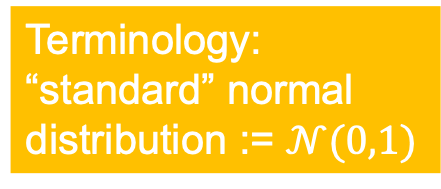 Terminology:
“standard” normal
distribution := 𝒩(0,1)